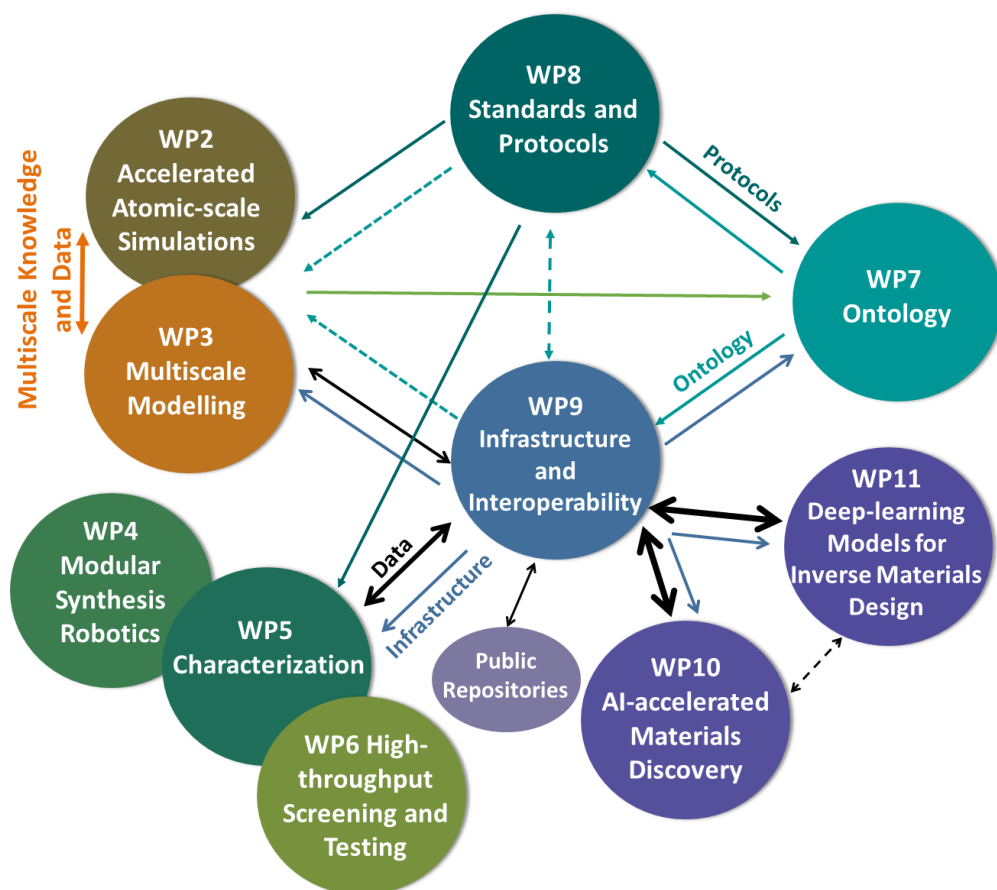 WP8
Standards and
Protocols
WP2
Accelerated
Atomic-scale
Simulations
Multiscale Knowledge
and Data
Protocols
WP7
Ontology
WP3
Multiscale
Modelling
Ontology
WP9
Infrastructure
and
Interoperability
WP11
Deep-learning
Models for
Inverse Materials
Design
WP4
Modular
Synthesis
Robotics
Data
Infrastructure
WP5
Characterization
Public
Repositories
WP10
AI-accelerated
Materials
Discovery
WP6 High-
throughput
Screening and
Testing